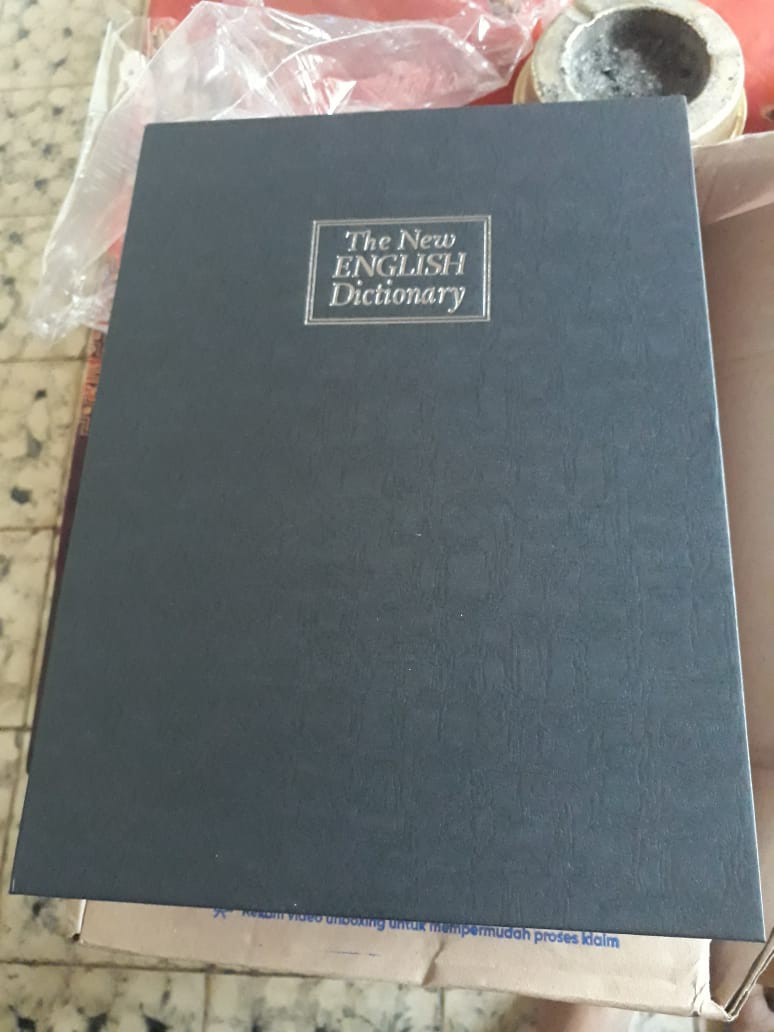 The New
ENGLISH
Dictionary
Rekam video unboxing untuk mempermudah proses klaim